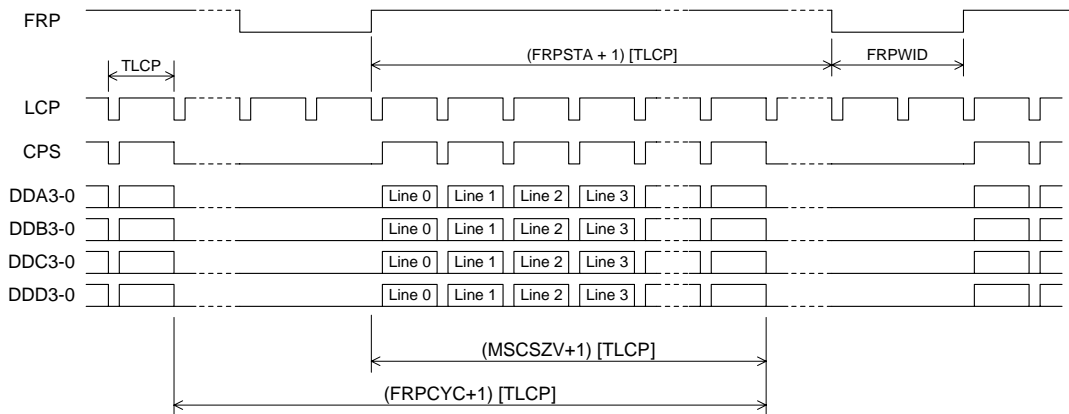 FRP
(FRPSTA + 1) [TLCP]
FRPWID
TLCP
LCP
CPS
DDA3-0 Line 0 Line 1 Line 2 Line 3
DDB3-0 Line 0 Line 1 Line 2 Line 3
DDC3-0 Line 0 Line 1 Line 2 Line 3
DDD3-0 Line 0 Line 1 Line 2 Line 3
(MSCSZV+1) [TLCP]
(FRPCYC+1) [TLCP]